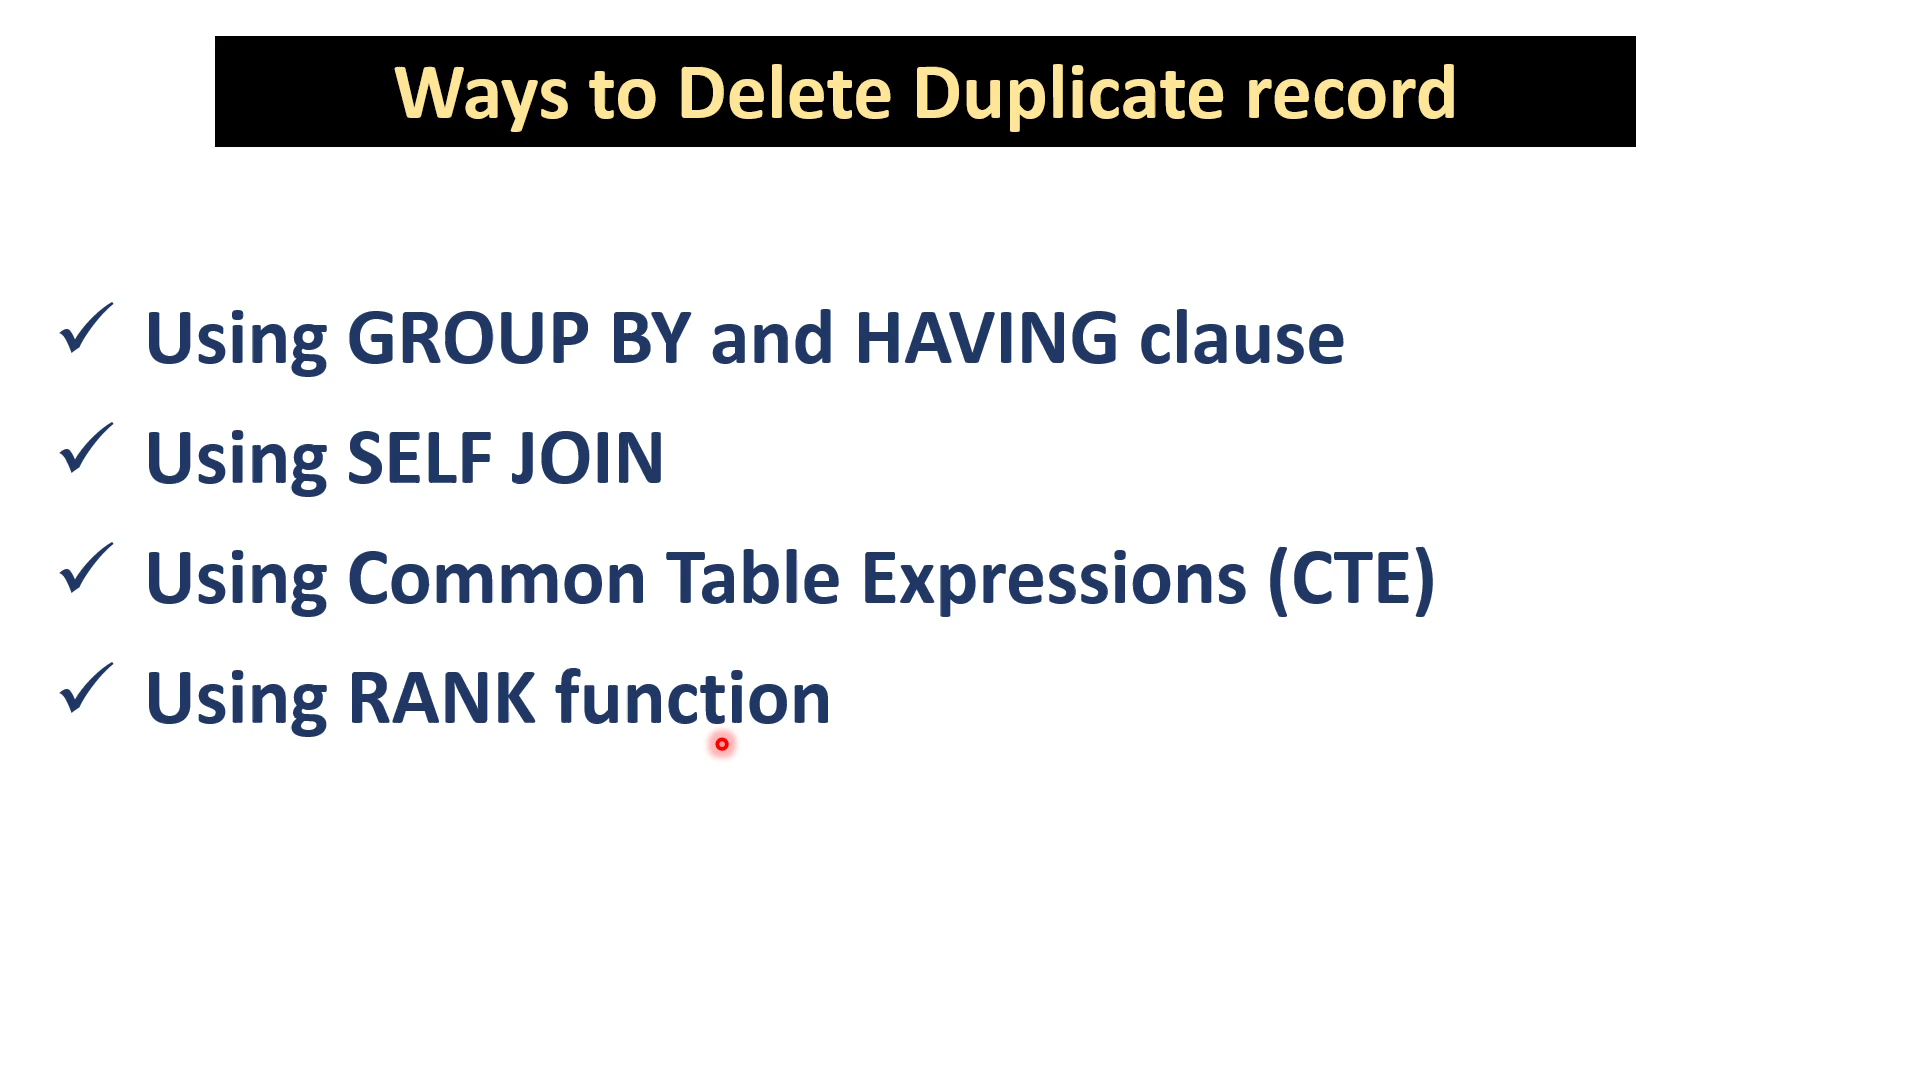 Ways to Delete Duplicate record
✓ Using GROUP BY and HAVING clause
✓ Using SELF JOIN
✓ Using Common Table Expressions (CTE)
✓ Using RANK function